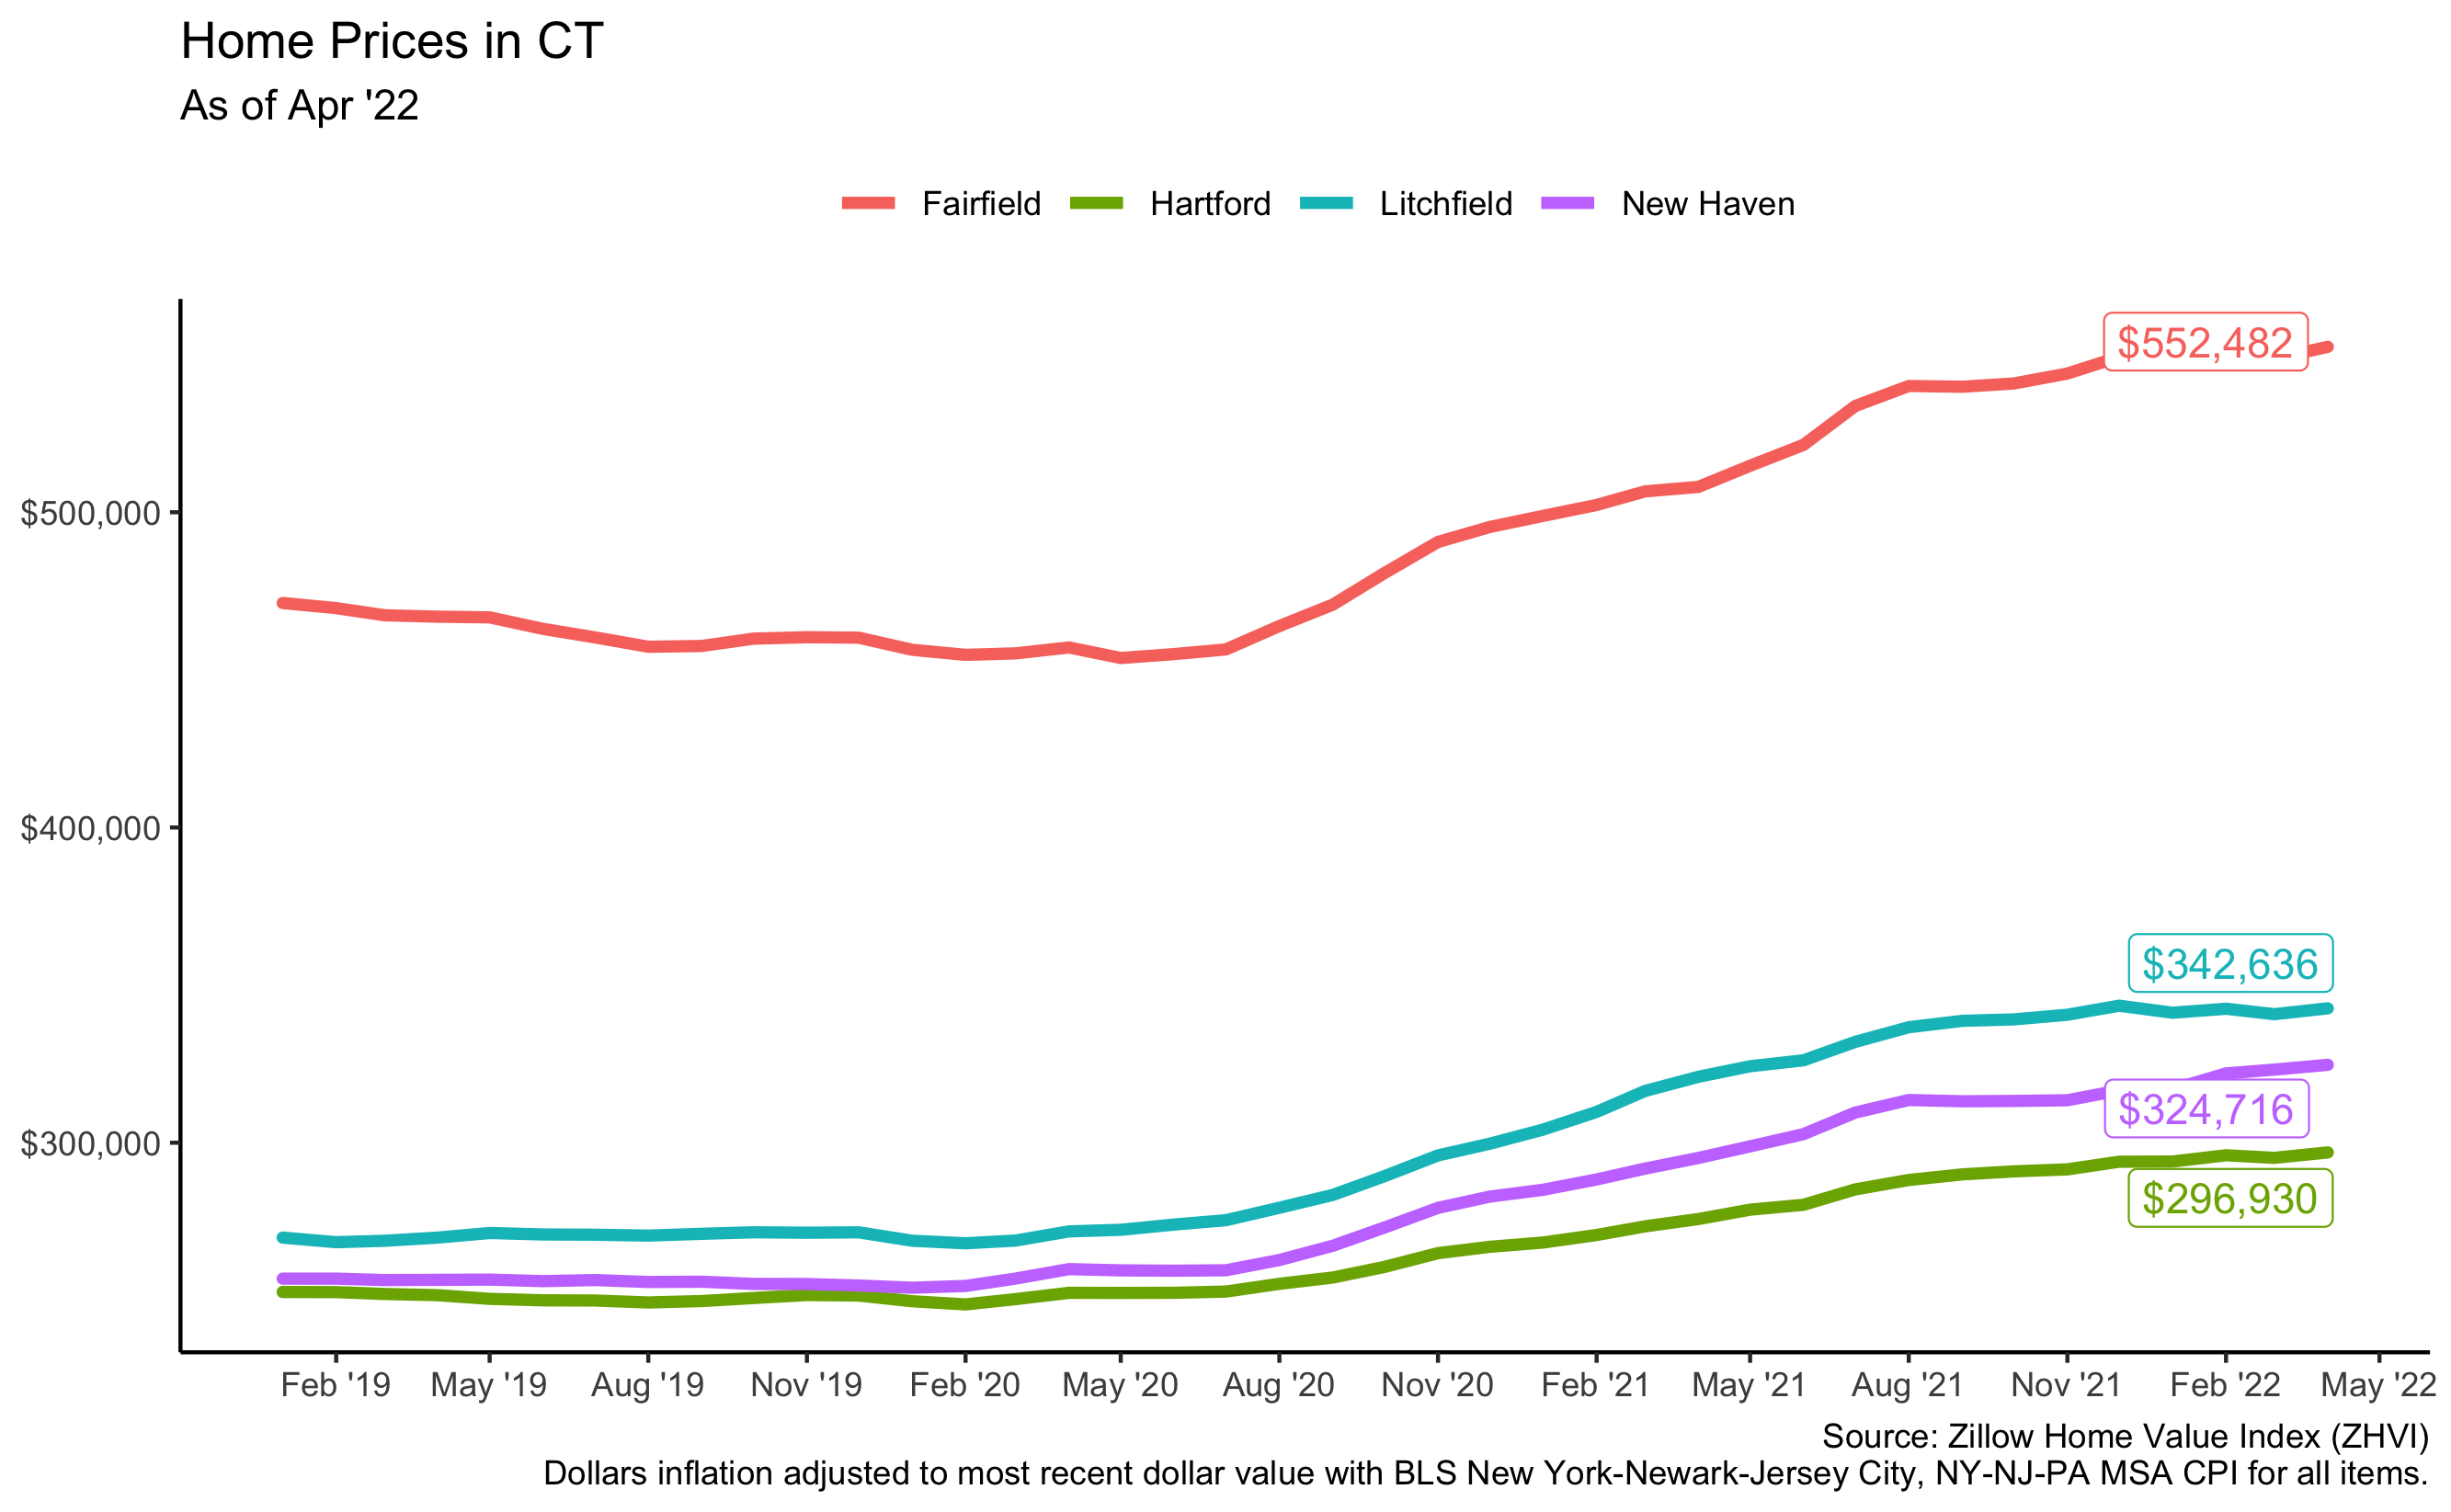 Home Prices in CT
As of Apr '22
Fairfield Hartford Litchfield New Haven
$552,482
$500,000
$400,000
$342,636
$324,716
$300,000
$296,930
Feb '19 May '19 Aug '19 Nov '19 Feb '20 May '20 Aug '20 Nov '20 Feb '21 May '21 Aug '21 Nov '21 Feb '22 May '22
Source: Zillow Home Value Index (ZHVI)
Dollars inflation adjusted to most recent dollar value with BLS New York-Newark-Jersey City, NY-NJ-PA MSA CPI for all items.